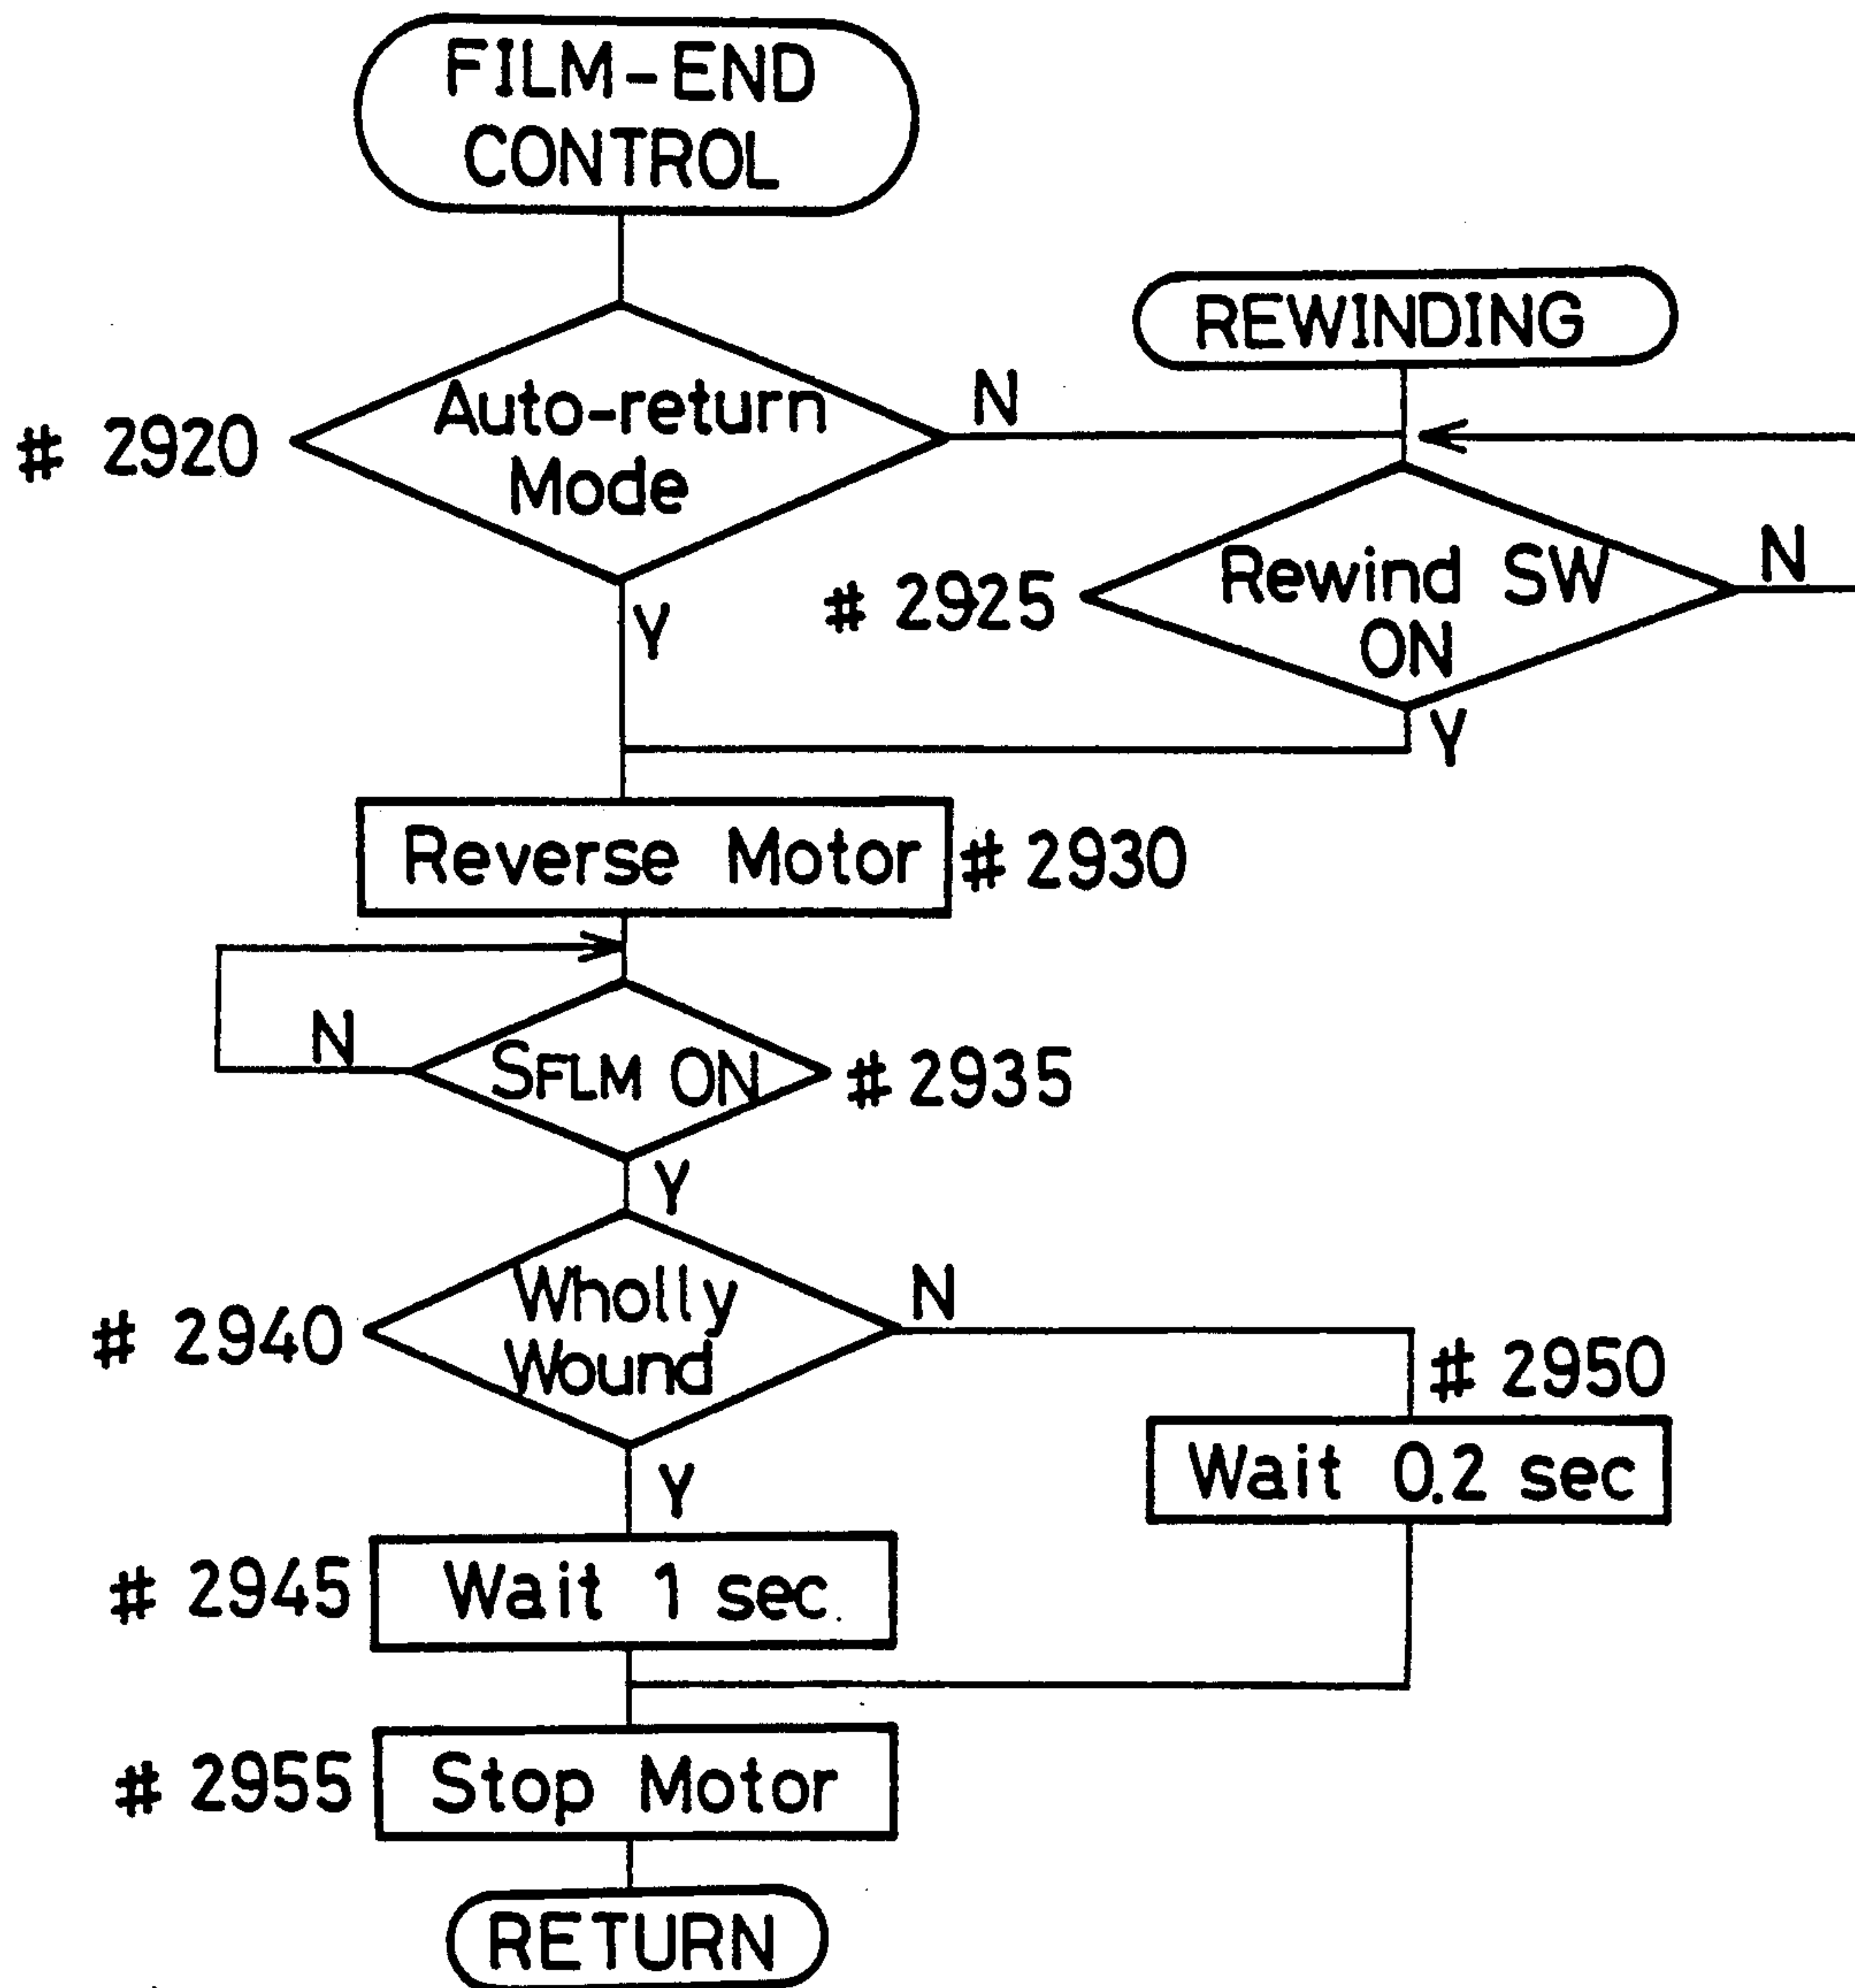 FILM-END
CONTROL
REWINDING
# 2920
Auto-return
Mode
N
Y
# 2925
Rewind SW
ON
N
Y
Reverse Motor
# 2930
N
SFLM ON
# 2935
Y
# 2940
Wholly
Wound
N
Y
# 2950
Wait 0.2 sec
# 2945
Wait 1 sec.
# 2955
Stop Motor
RETURN